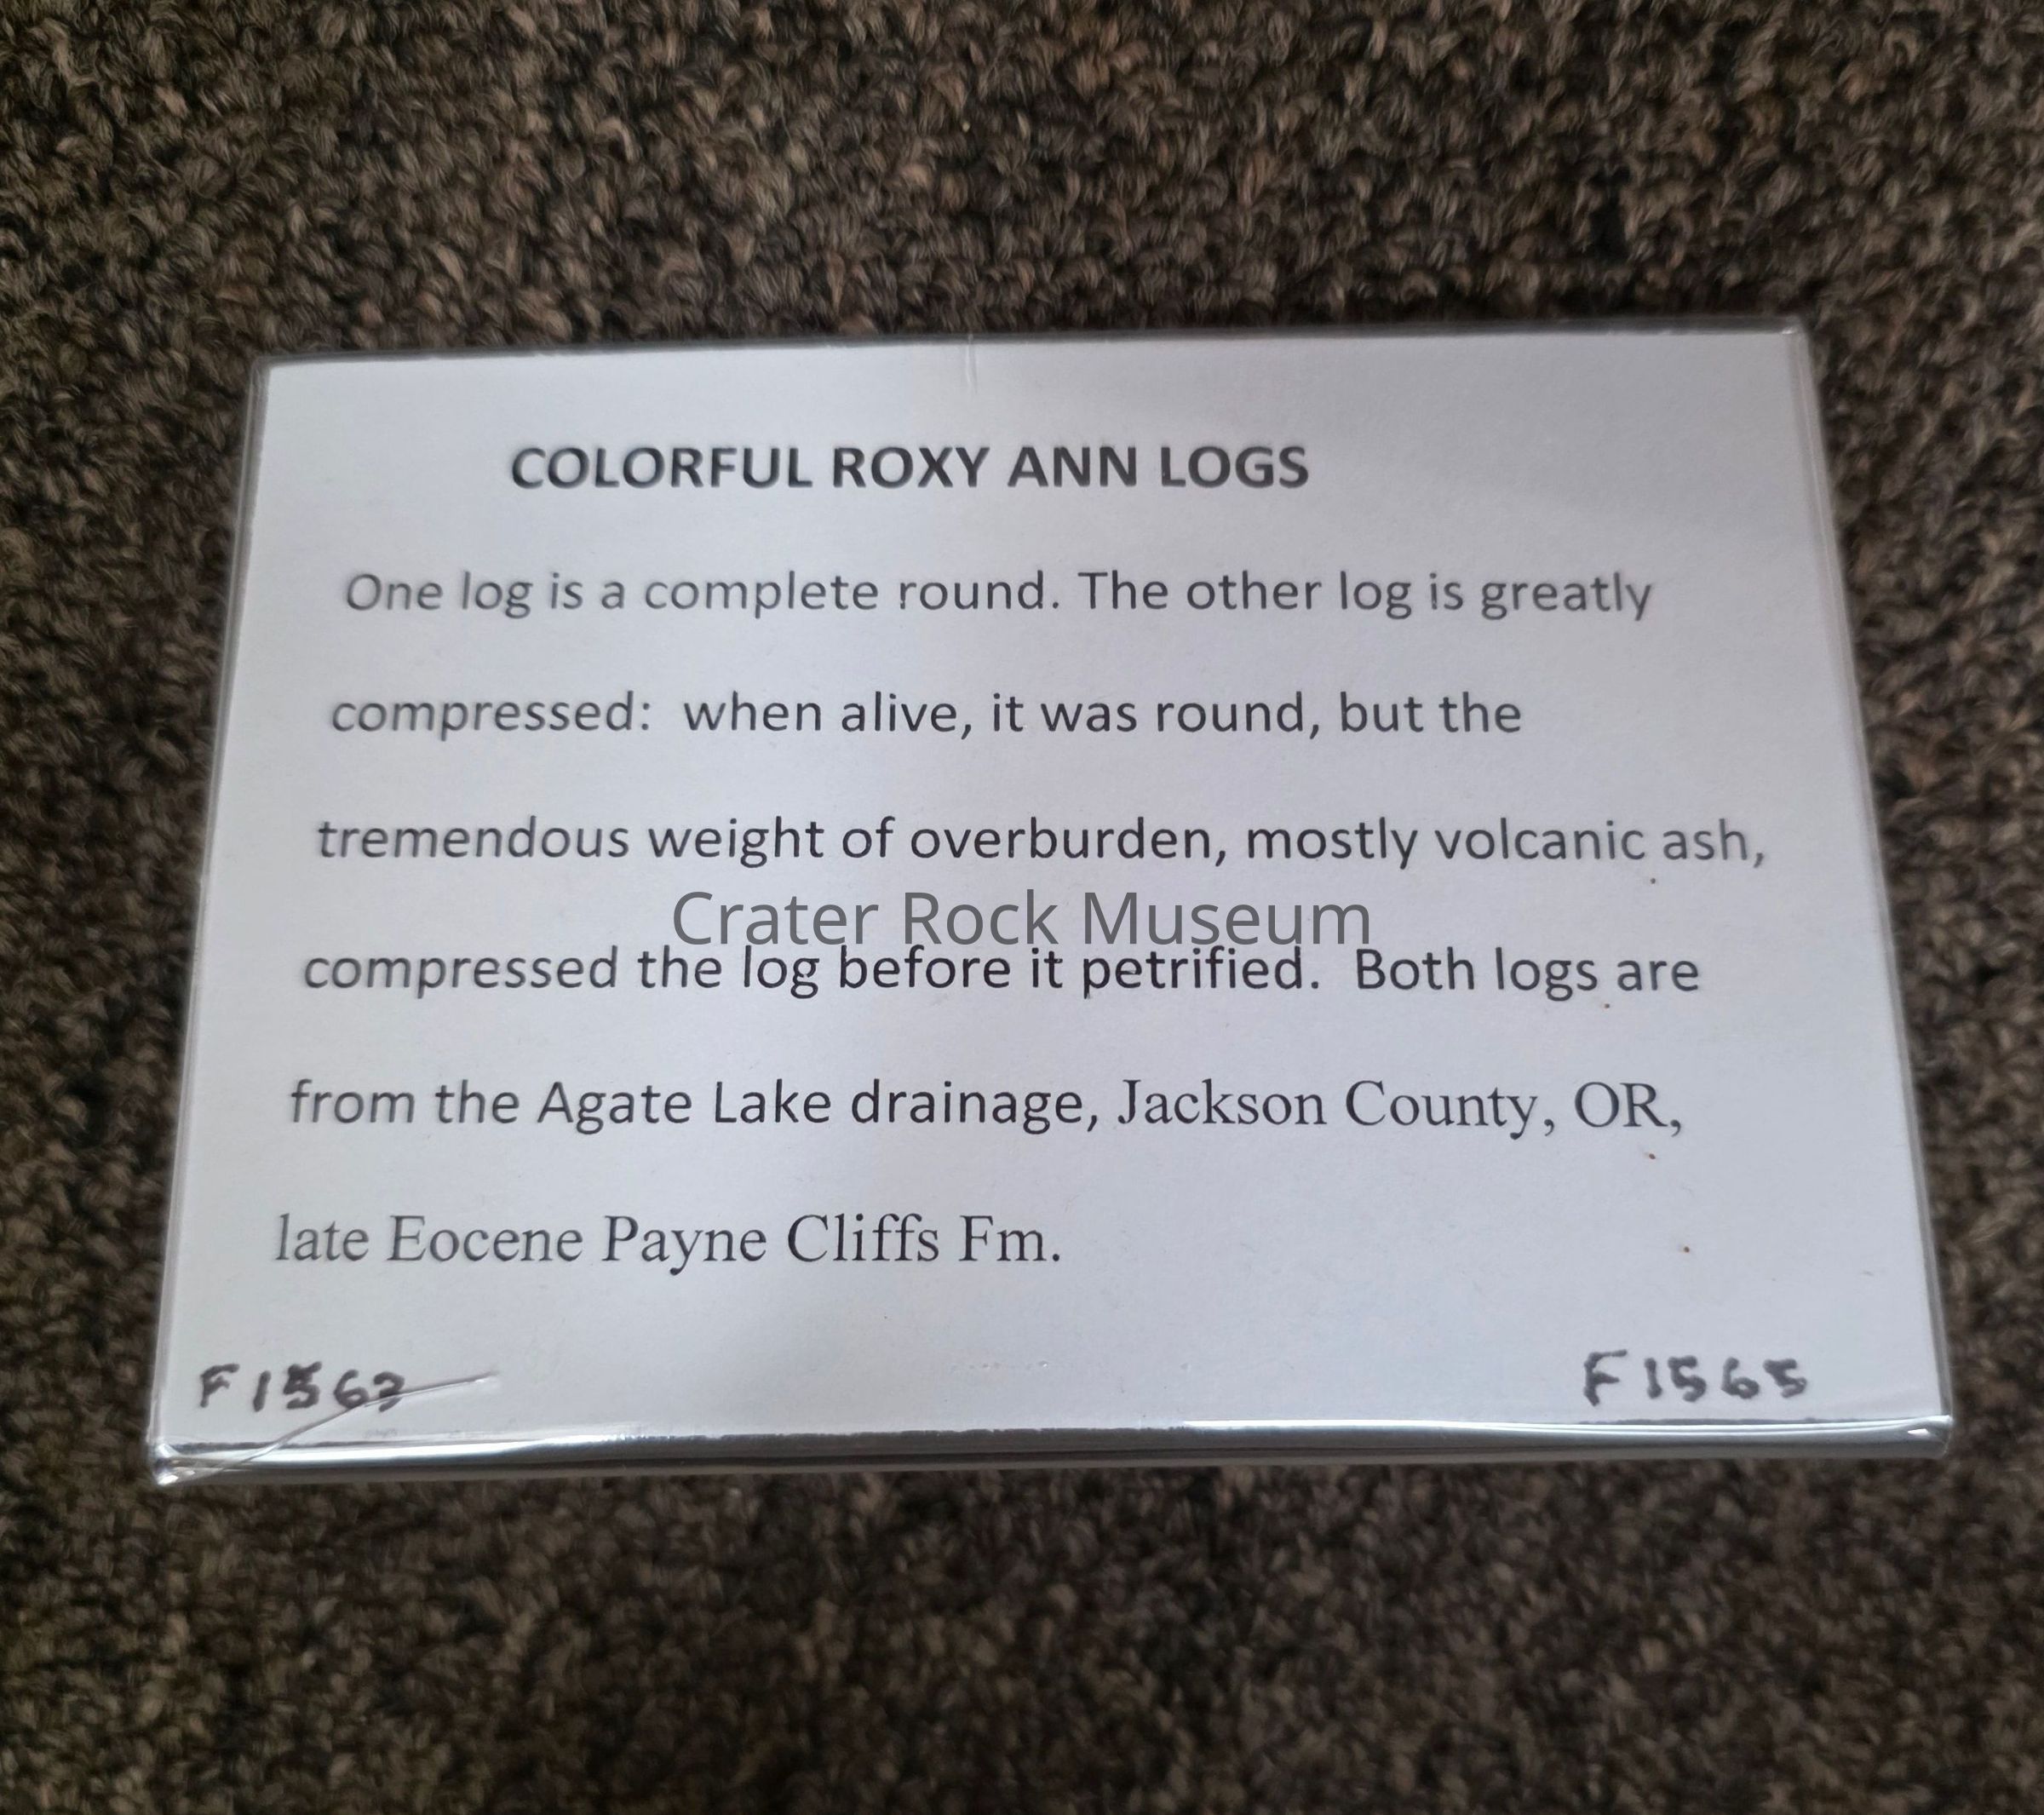 COLORFUL ROXY ANN LOGS
One log is a complete round. The other log is greatly
compressed:  when alive, it was round, but the
tremendous weight of overburden, mostly volcanic ash,
Crater Rock Museum
compressed the log before it petrified.  Both logs are
from the Agate Lake drainage, Jackson County, OR,
late Eocene Payne Cliffs Fm.
F1563 F1565